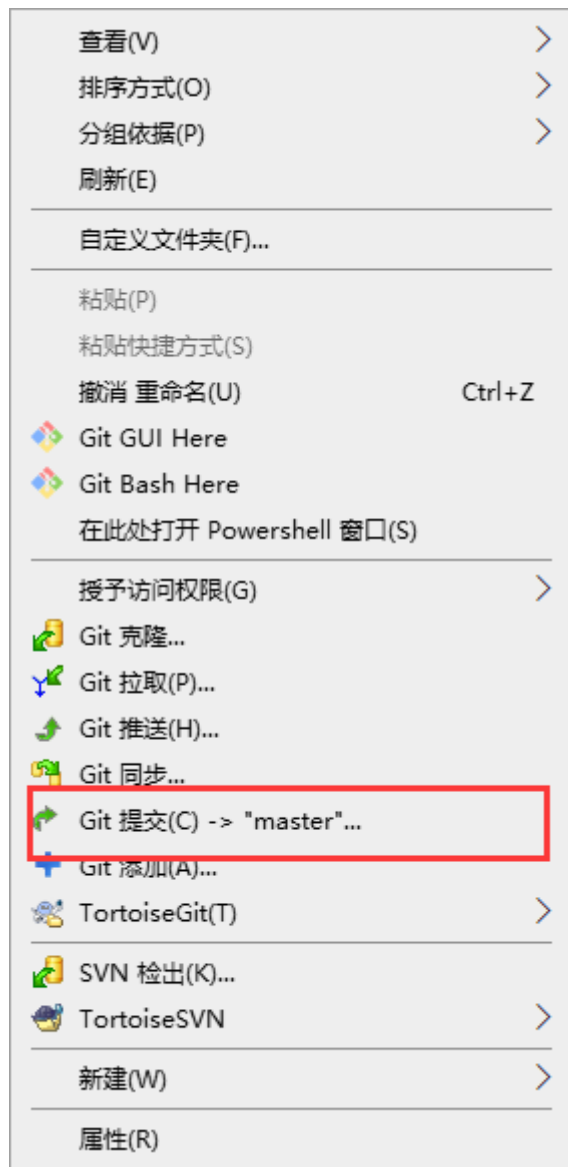 查看(V)
排序方式(O)
分组依据(P)
刷新(E)
自定义文件夹(F)...
粘贴(P)
粘贴快捷方式(S)
撤消 重命名(U) Ctrl+Z
Git GUI Here
Git Bash Here
在此处打开 Powershell 窗口(S)
授予访问权限(G)
Git 克隆...
Git 拉取(P)...
Git 推送(H)...
Git 同步...
Git 提交(C) -> "master"...
Git 添加(A)...
TortoiseGit(T)
SVN 检出(K)...
TortoiseSVN
新建(W)
属性(R)